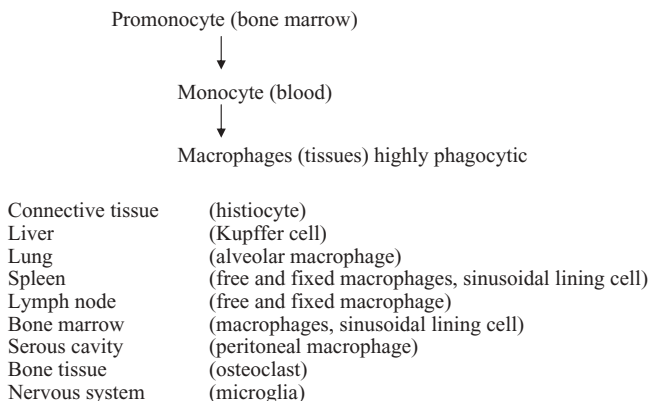 Promonocyte (bone marrow)
Monocyte (blood)
Macrophages (tissues) highly phagocytic
Connective tissue (histiocyte)
Liver (Kupffer cell)
Lung (alveolar macrophage)
Spleen (free and fixed macrophages, sinusoidal lining cell)
Lymph node (free and fixed macrophage)
Bone marrow (macrophages, sinusoidal lining cell)
Serous cavity (peritoneal macrophage)
Bone tissue (osteoclast)
Nervous system (microglia)